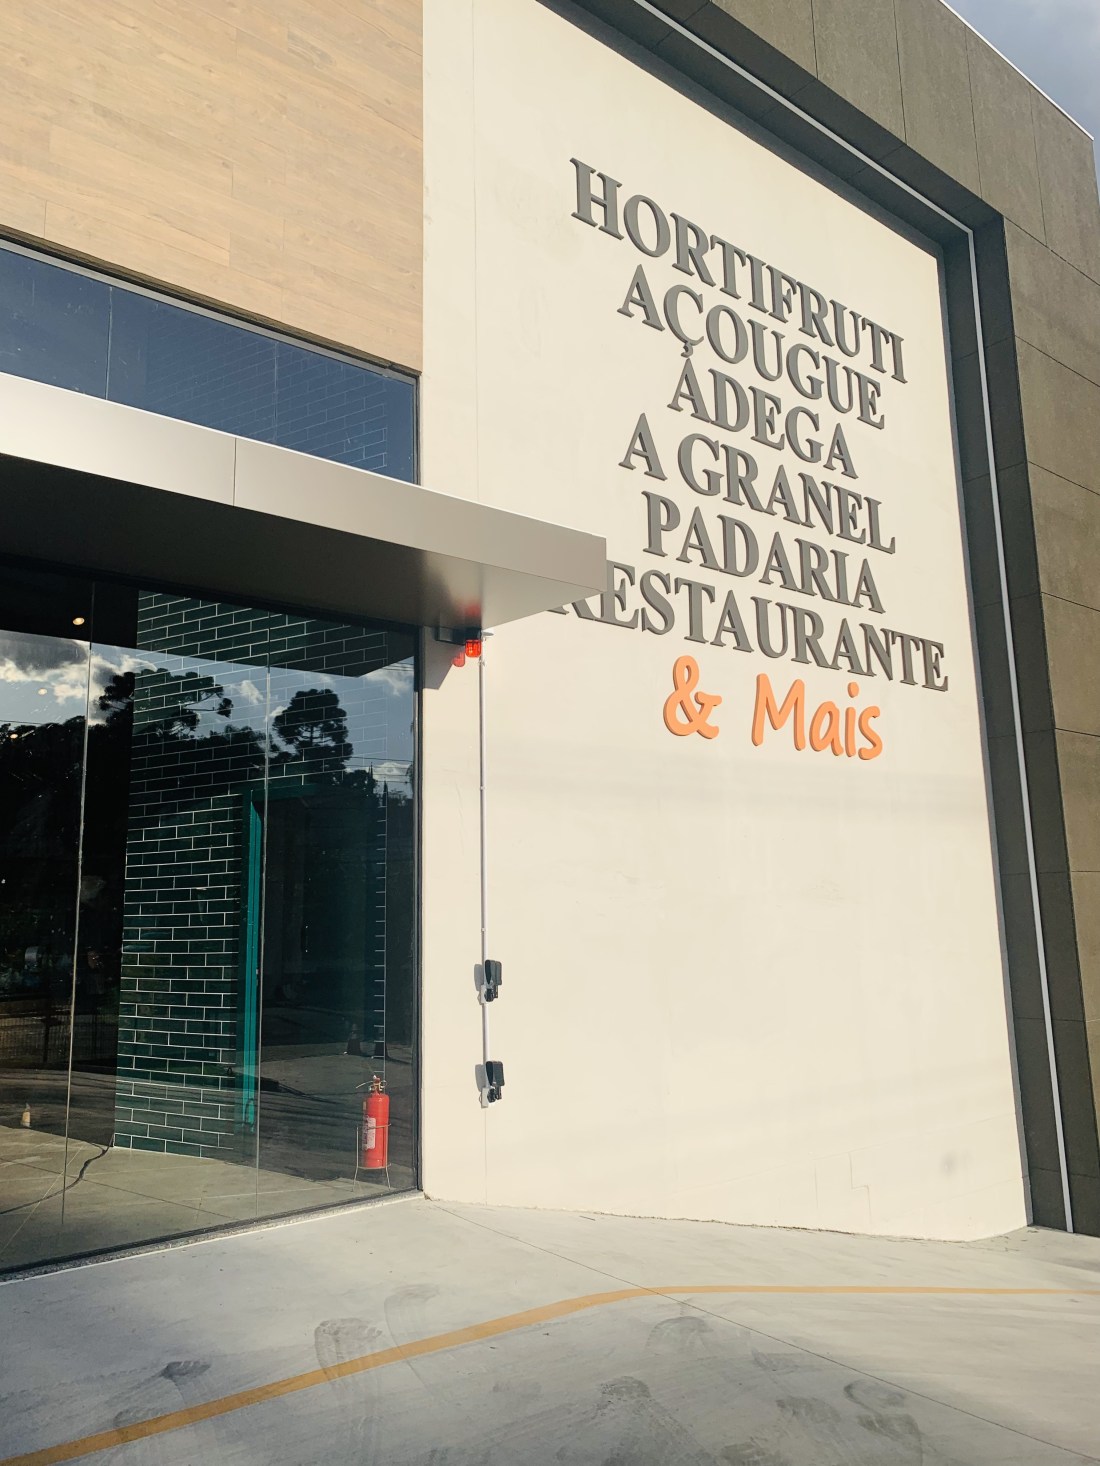 HORTIFRUTI
AÇOUGUE
ADEGA
A GRANEL
PADARIA
RESTAURANTE
& Mais